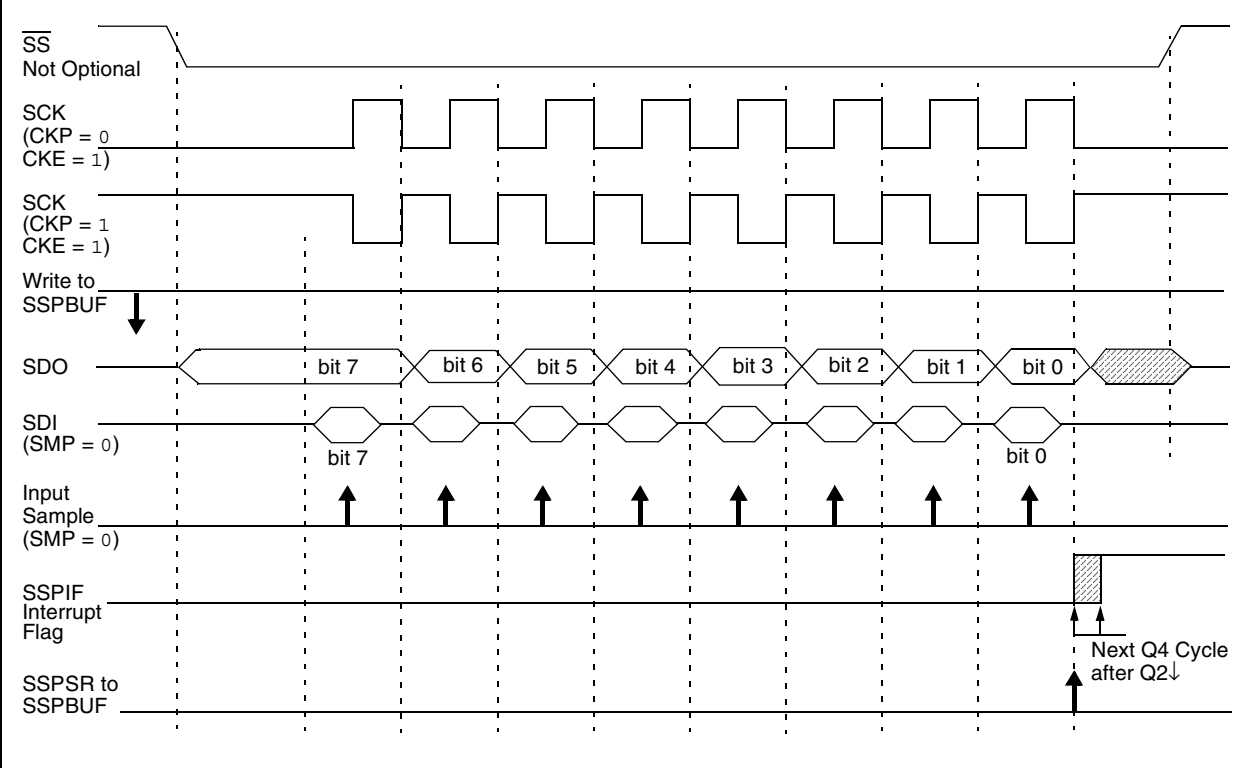 SS
Not Optional
SCK
(CKP = 0
CKE = 1)
SCK
(CKP = 1
CKE = 1)
Write to
SSPBUF
SDO
bit 7
bit 6
bit 5
bit 4
bit 3
bit 2
bit 1
bit 0
SDI
(SMP = 0)
bit 7
bit 0
Input
Sample
(SMP = 0)
SSPIF
Interrupt
Flag
Next Q4 Cycle
after Q2↓
SSPSR to
SSPBUF